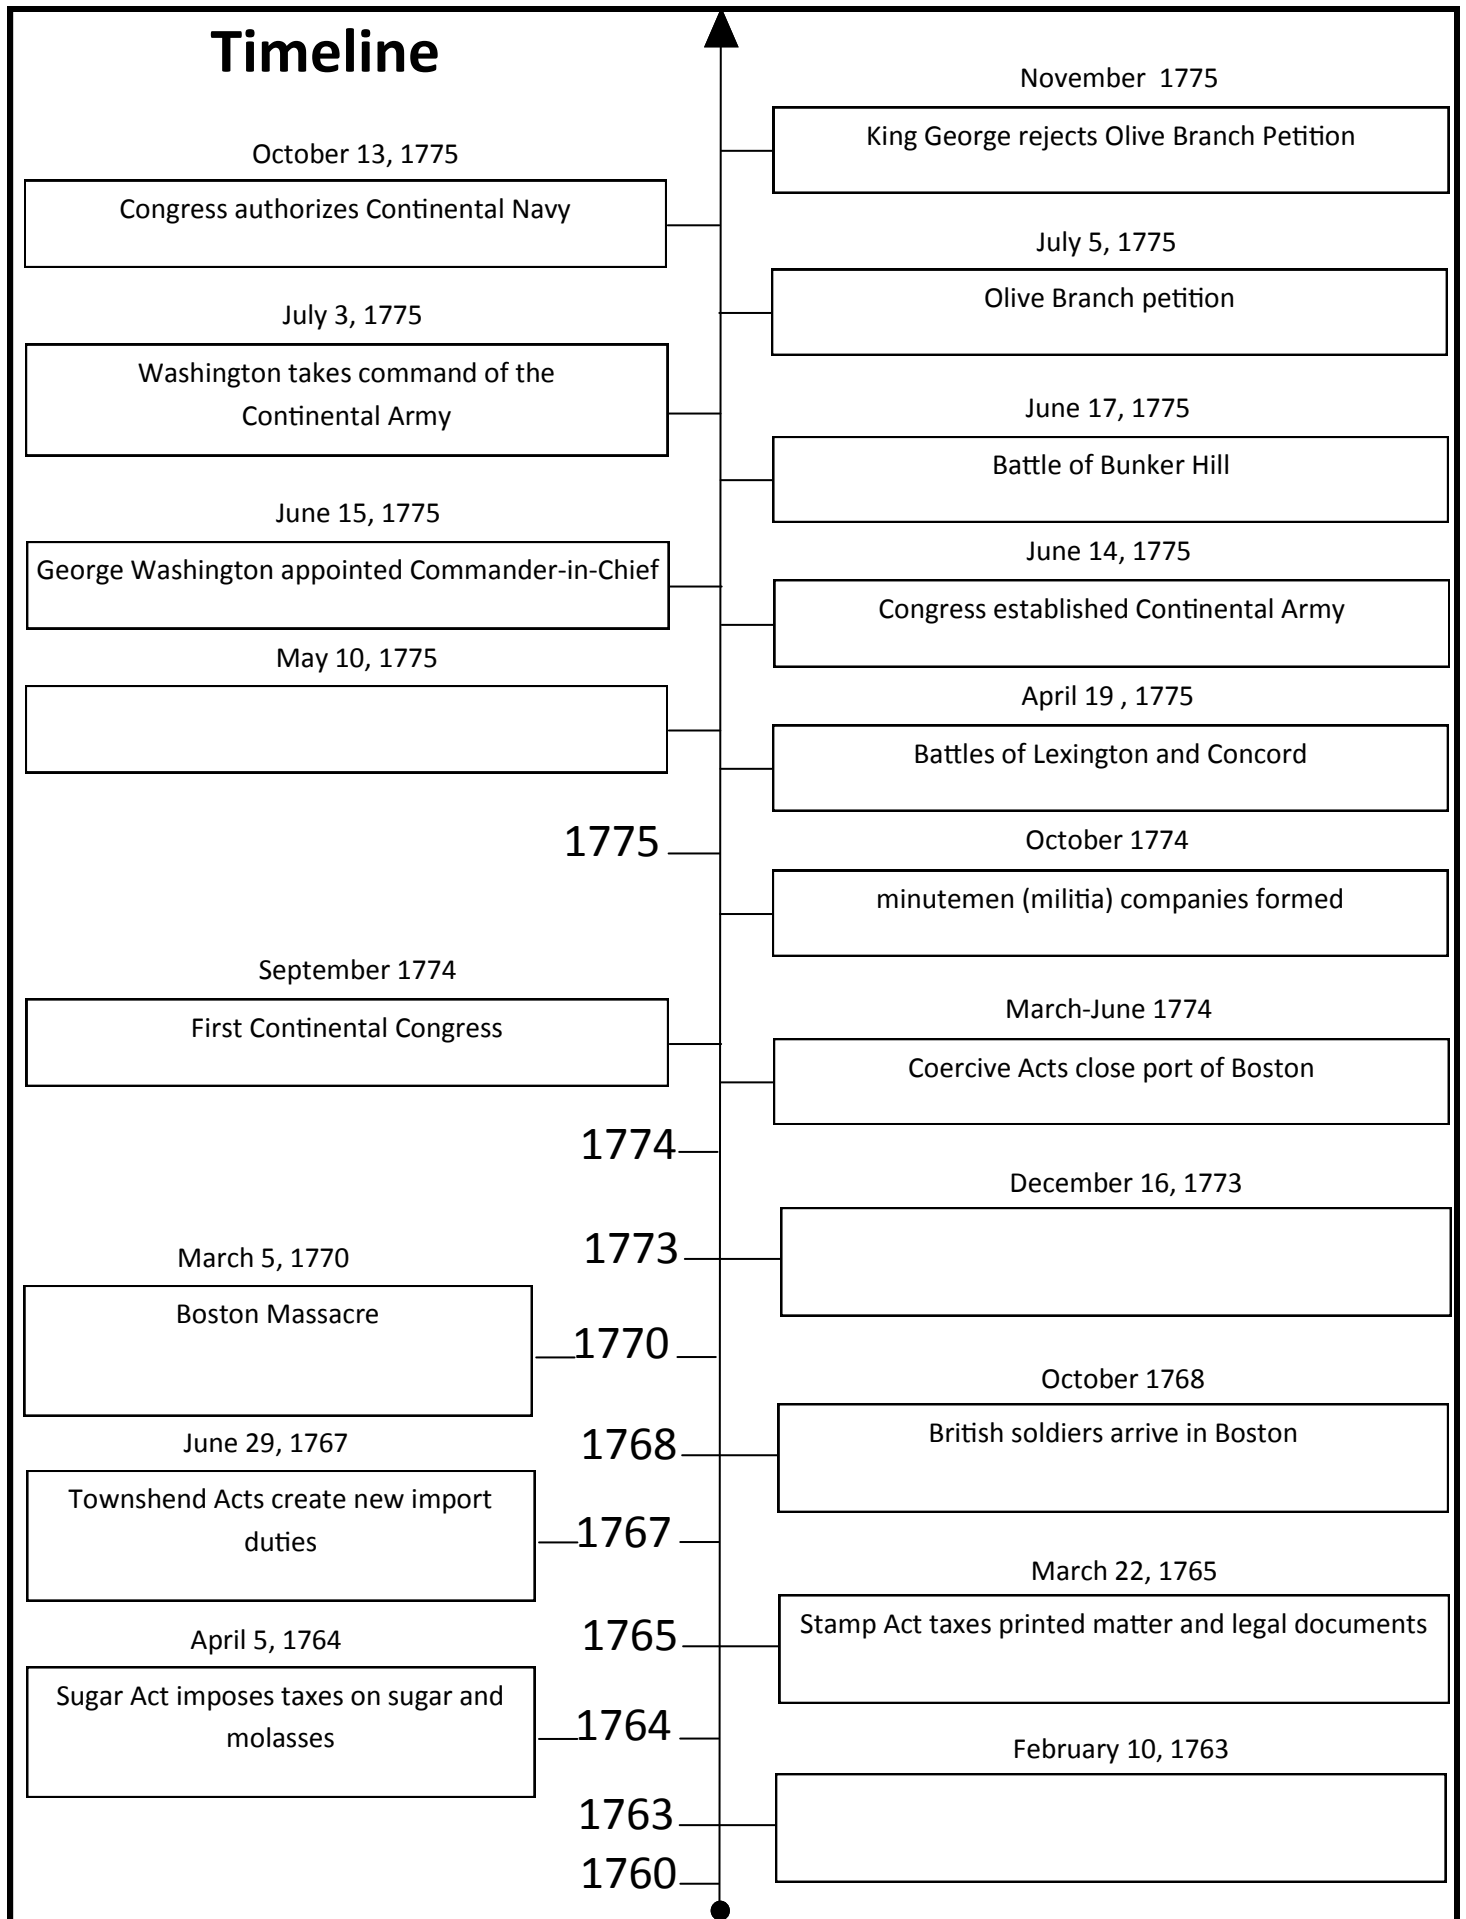 Timeline
November 1775
King George rejects Olive Branch Petition
October 13, 1775
Congress authorizes Continental Navy
July 5, 1775
Olive Branch petition
July 3, 1775
Washington takes command of the
Continental Army
June 17, 1775
Battle of Bunker Hill
June 15, 1775
George Washington appointed Commander-in-Chief
June 14, 1775
Congress established Continental Army
May 10, 1775
April 19 , 1775
Battles of Lexington and Concord
1775
October 1774
minutemen (militia) companies formed
September 1774
First Continental Congress
March-June 1774
Coercive Acts close port of Boston
1774
December 16, 1773
1773
March 5, 1770
Boston Massacre
1770
October 1768
British soldiers arrive in Boston
1768
June 29, 1767
Townshend Acts create new import
duties
1767
March 22, 1765
Stamp Act taxes printed matter and legal documents
1765
April 5, 1764
Sugar Act imposes taxes on sugar and
molasses
1764
February 10, 1763
1763
1760